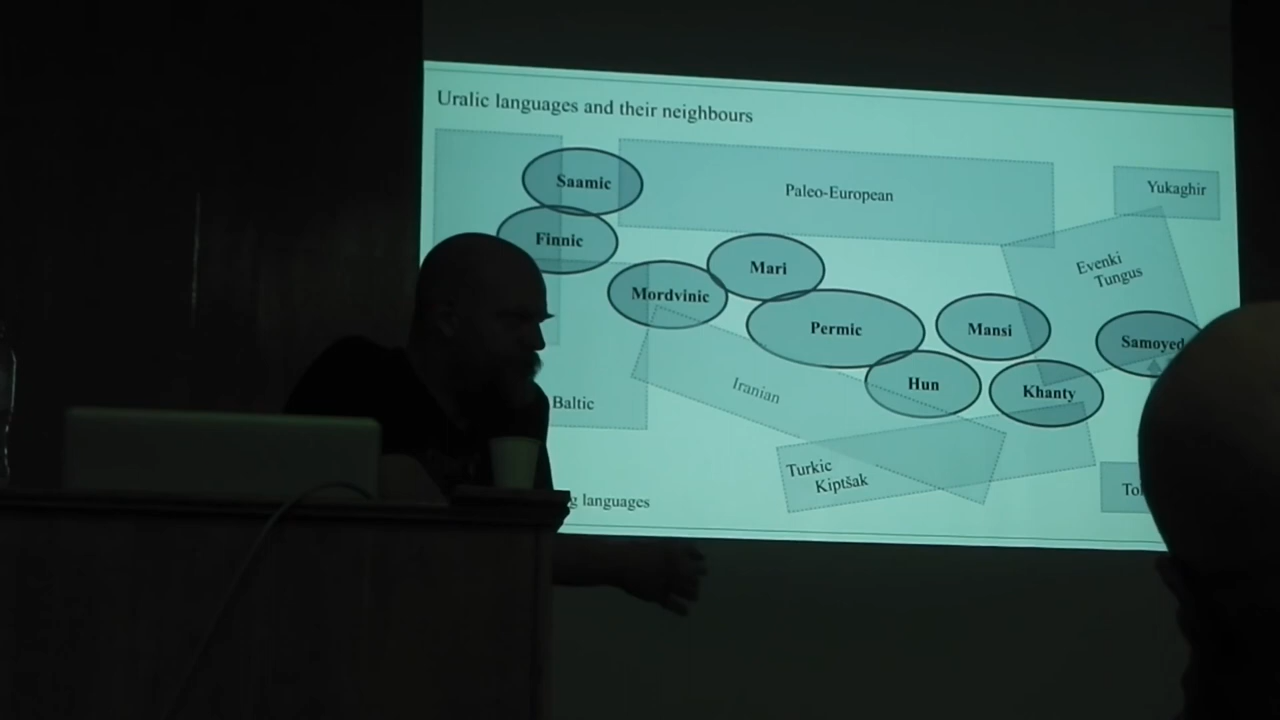 Uralic languages and their neighbours
Saamic
Paleo-European
Yukaghir
Finnic
Mari
Evenki
Tungus
Mordvinic
Permic
Mansi
Samoyed
Hun
Khanty
Iranian
Baltic
Turkic
Kiptšak
languages